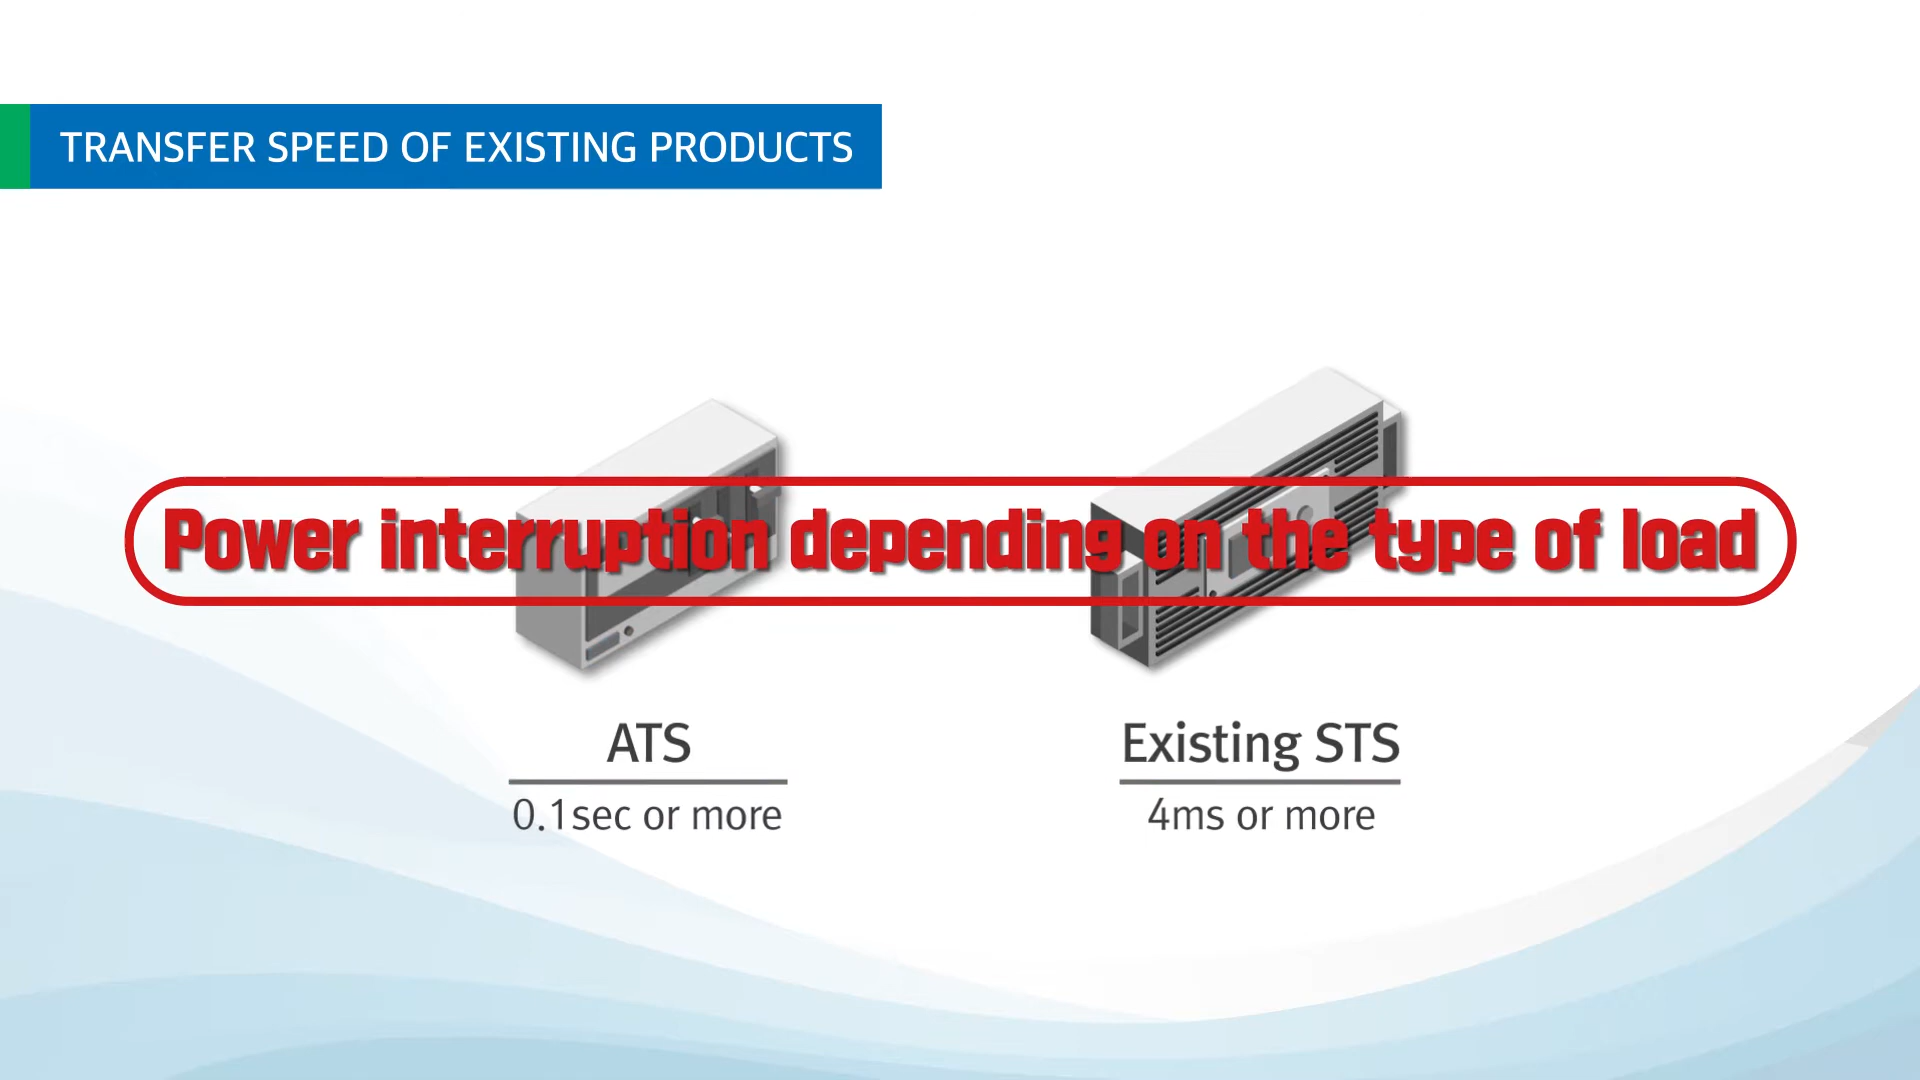 TRANSFER SPEED OF EXISTING PRODUCTS
Power interruption depending on the type of load
ATS
0.1sec or more
Existing STS
4ms or more